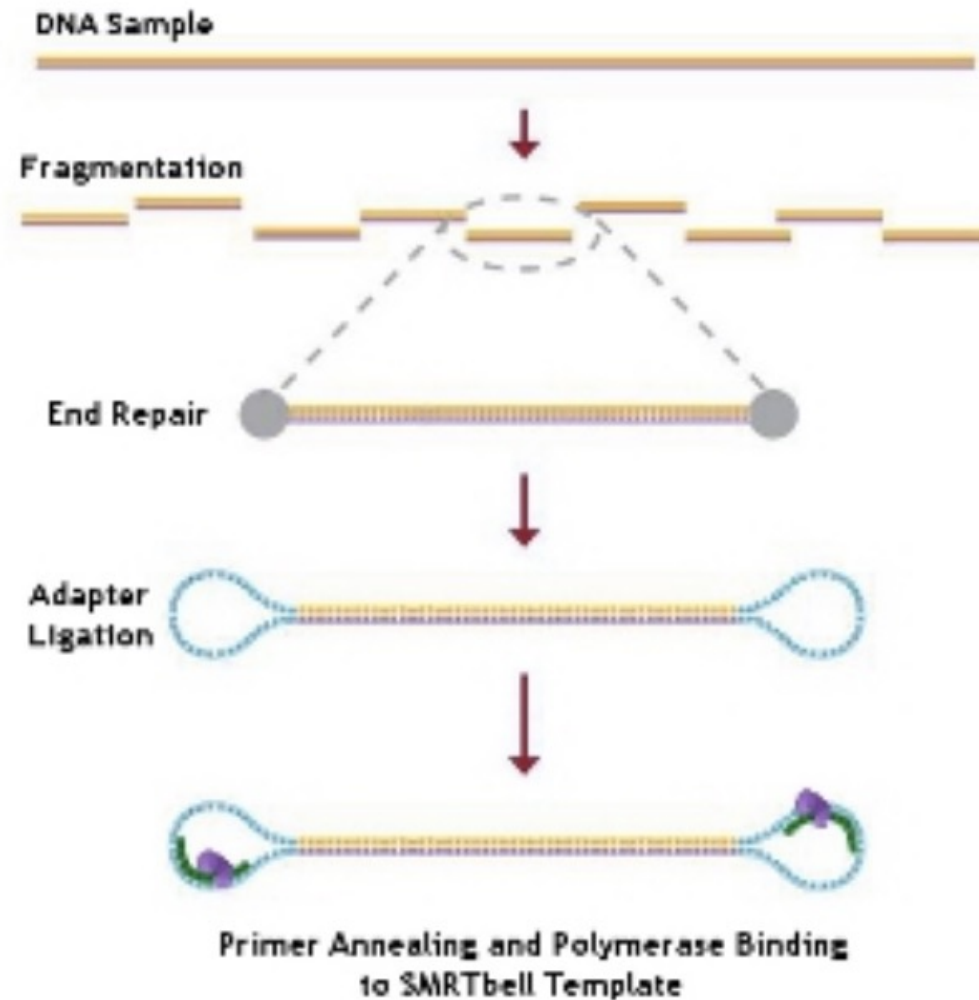 DNA Sample
Fragmentation
End Repair
Adapter
Ligation
Primer Annealing and Polymerase Binding
to SMRTbell Template